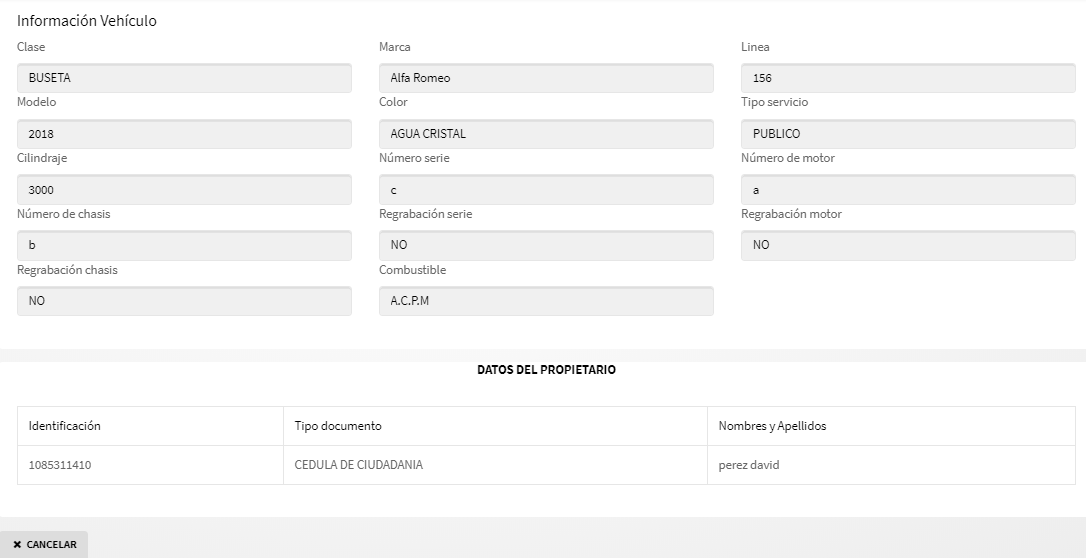 Información Vehículo
Clase Marca Linea
BUSETA Alfa Romeo 156
Modelo Color Tipo servicio
2018 AGUA CRISTAL PUBLICO
Cilindraje Número serie Número de motor
3000 c a
Número de chasis Regrabación serie Regrabación motor
b NO NO
Regrabación chasis Combustible
NO A.C.P.M
DATOS DEL PROPIETARIO
Identificación Tipo documento Nombres y Apellidos
1085311410 CEDULA DE CIUDADANIA perez david
✖ CANCELAR